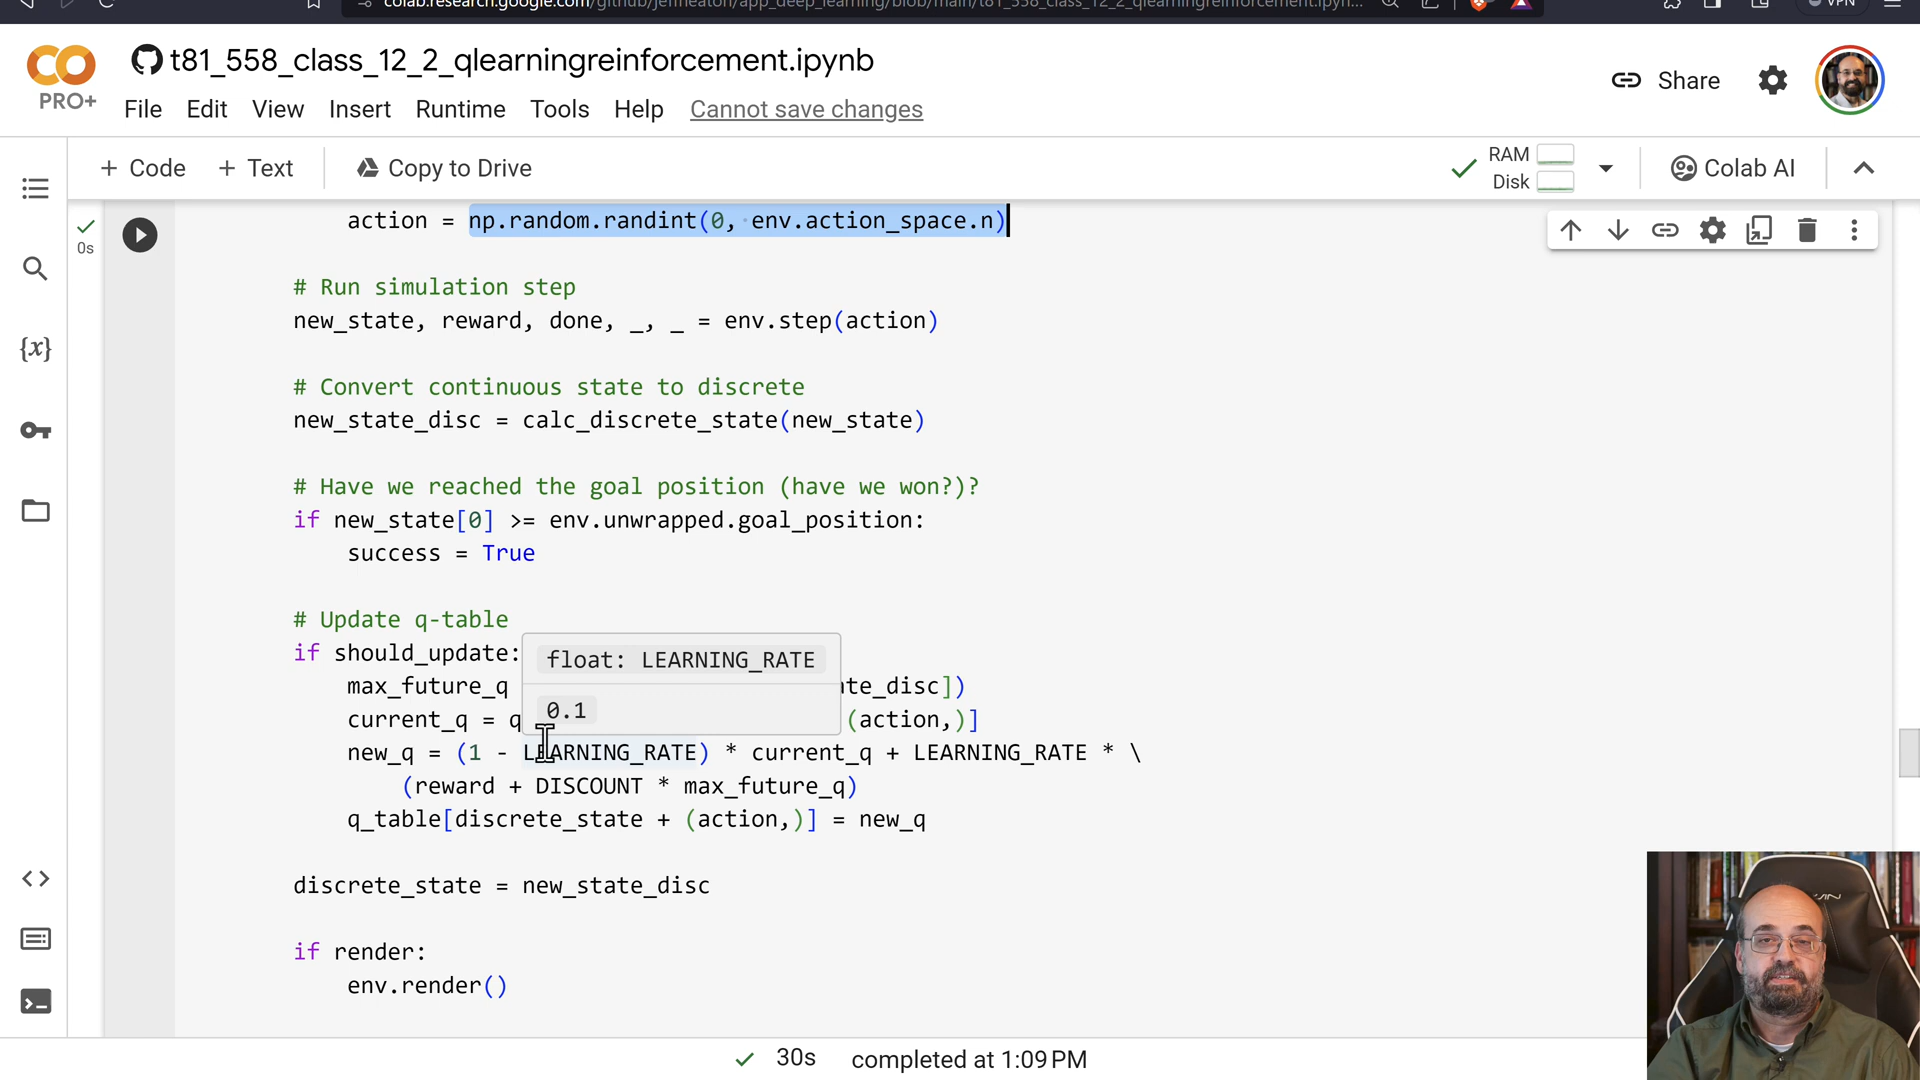 colab.research.google.com/github/jeffheaton/app_deep_learning/blob/main/t81_558_class_12_2_qlearningreinforcement.ipyn...
VPN
t81_558_class_12_2_qlearningreinforcement.ipynb
PRO+
File Edit View Insert Runtime Tools Help Cannot save changes
Share
+ Code + Text Copy to Drive
RAM
Disk
Colab AI
0s
action = np.random.randint(0, env.action_space.n)
# Run simulation step
new_state, reward, done, _, _ = env.step(action)
# Convert continuous state to discrete
new_state_disc = calc_discrete_state(new_state)
# Have we reached the goal position (have we won?)?
if new_state[0] >= env.unwrapped.goal_position:
success = True
# Update q-table
if should_update:
float: LEARNING_RATE
max_future_q te_disc])
0.1
current_q = q (action,)]
new_q = (1 - LEARNING_RATE) * current_q + LEARNING_RATE * \
(reward + DISCOUNT * max_future_q)
q_table[discrete_state + (action,)] = new_q
discrete_state = new_state_disc
if render:
env.render()
30s completed at 1:09 PM